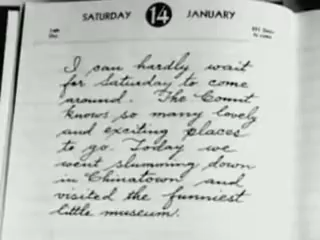 SATURDAY 14 JANUARY
I can hardly wait
for Saturday to come
around. The Count
knows so many lovely
and exciting places
to go. Today we
went slumming down
in Chinatown and
visited the funniest
little museum.